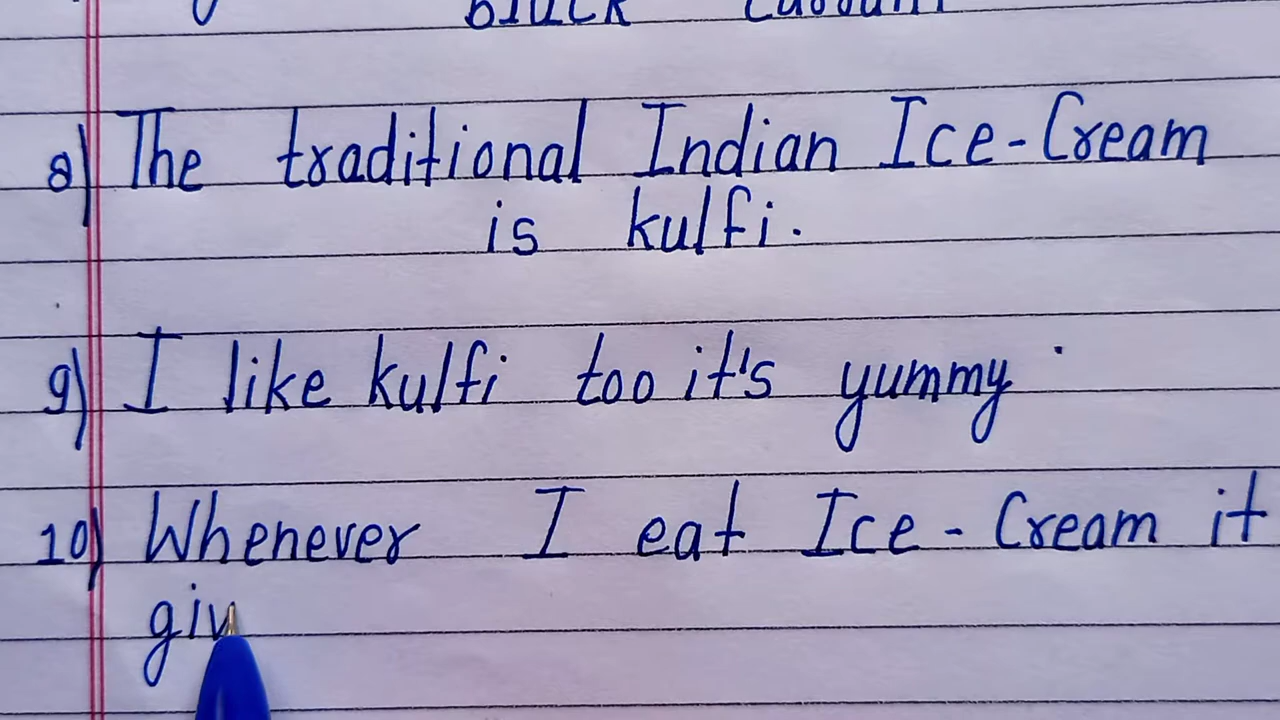 8) The traditional Indian Ice-Cream
is kulfi.
9) I like kulfi too it's yummy.
10) Whenever I eat Ice-Cream it
giv